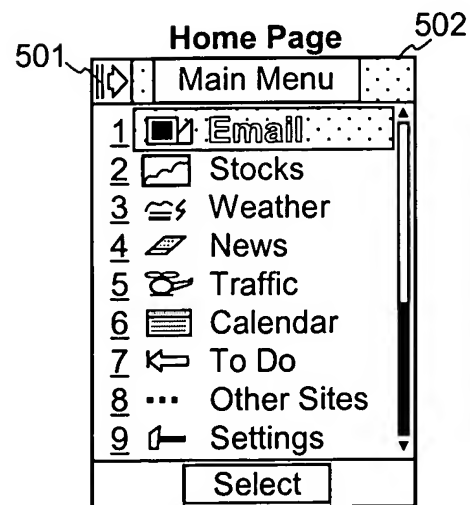 Home Page
501
502
Main Menu
1 Email
2 Stocks
3 Weather
4 News
5 Traffic
6 Calendar
7 To Do
8 ... Other Sites
9 Settings
Select